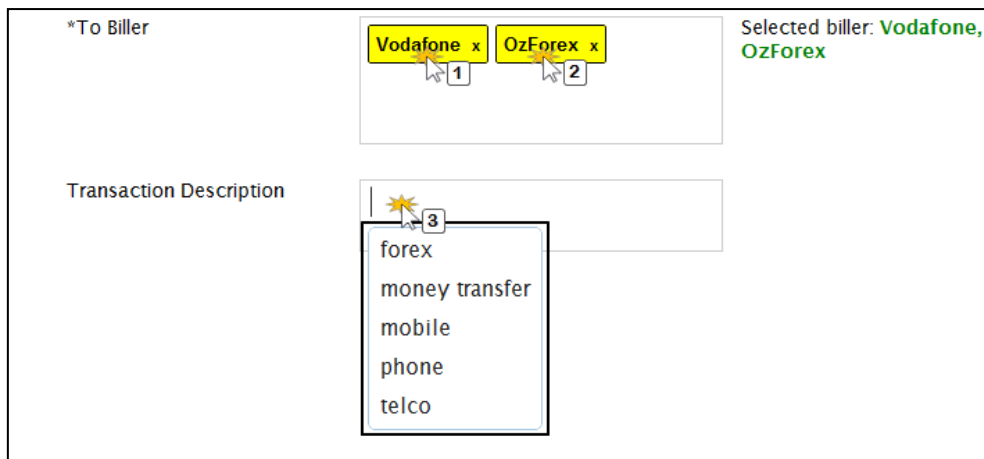 *To Biller
Vodafone x OzForex x
1 2
Selected biller: Vodafone,
OzForex
Transaction Description
3
forex
money transfer
mobile
phone
telco